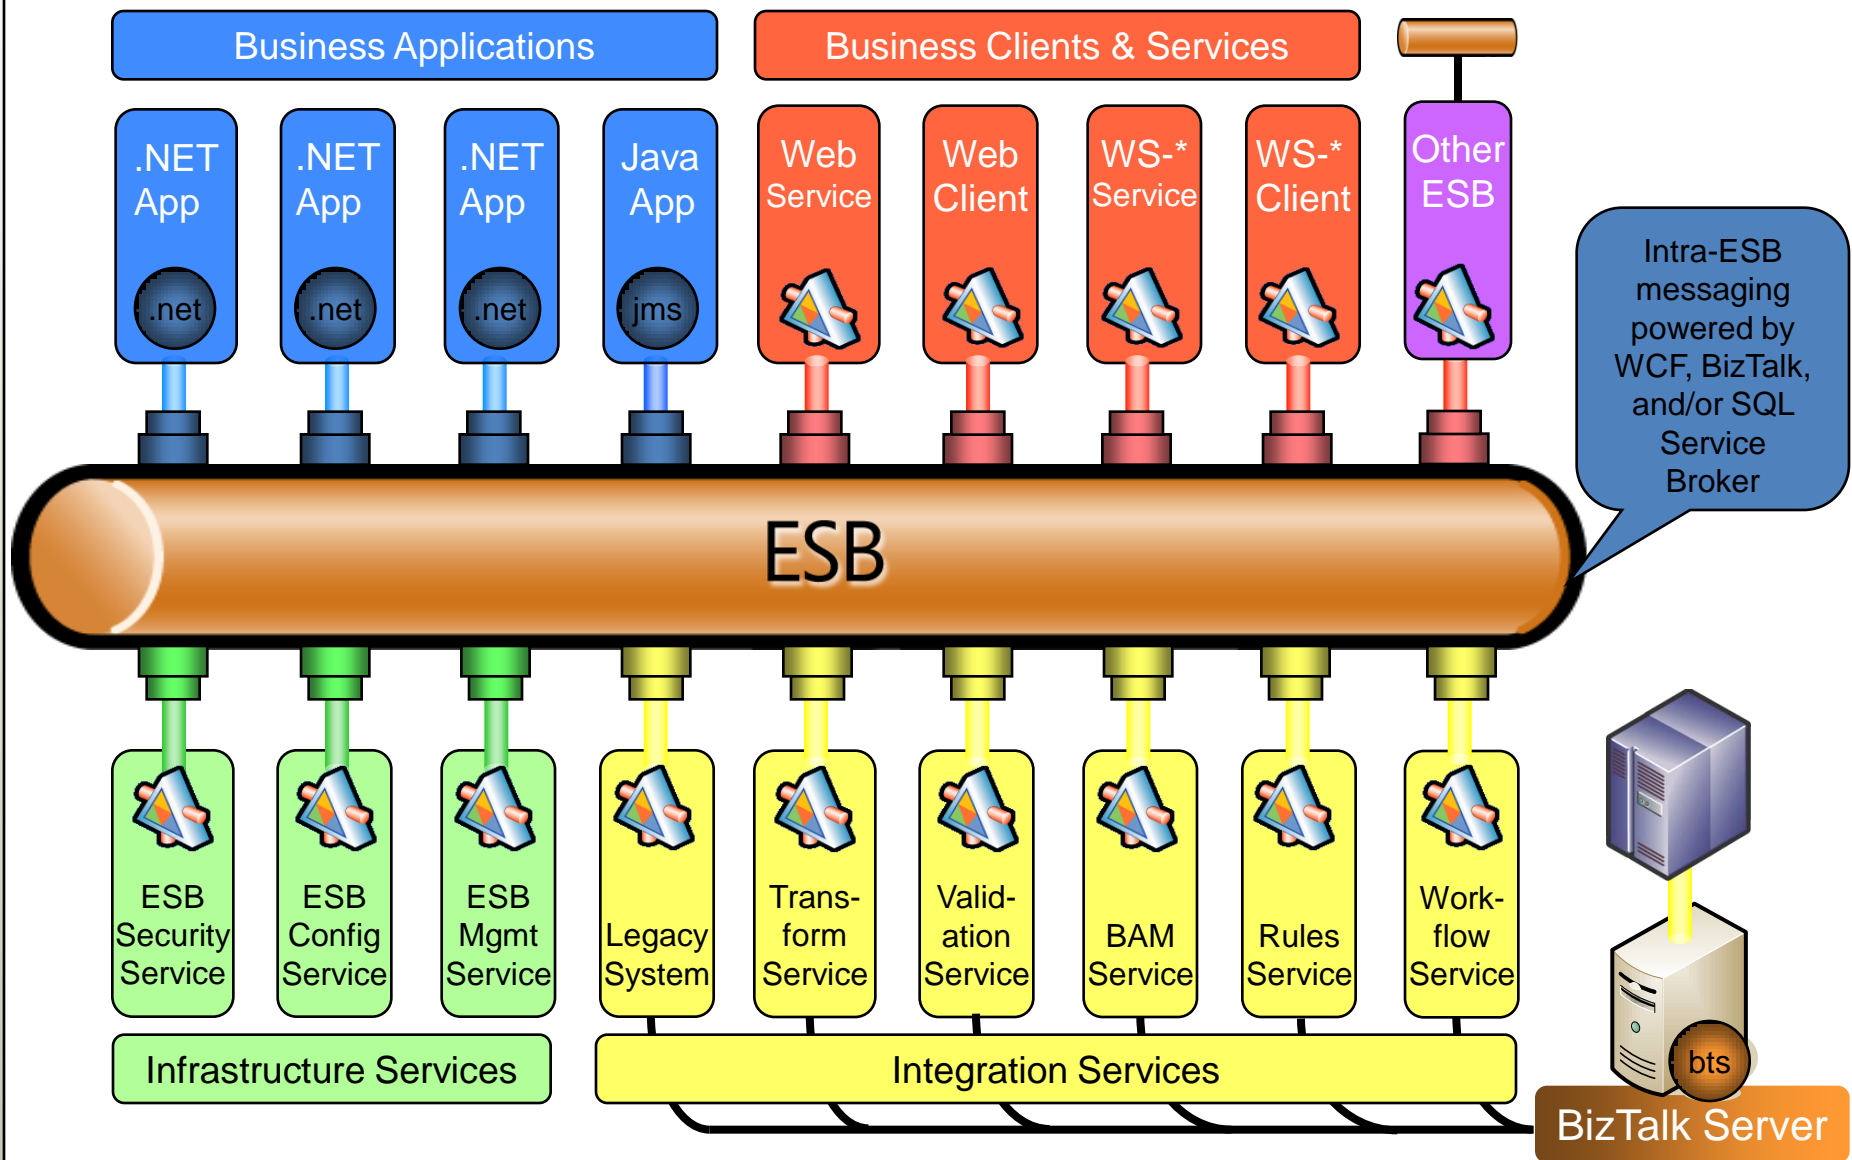 Business Applications
Business Clients & Services
.NET
App
.net
.NET
App
.net
.NET
App
.net
Java
App
jms
Web
Service
Web
Client
WS-*
Service
WS-*
Client
Other
ESB
Intra-ESB
messaging
powered by
WCF, BizTalk,
and/or SQL
Service
Broker
ESB
ESB
Security
Service
ESB
Config
Service
ESB
Mgmt
Service
Legacy
System
Trans-
form
Service
Valid-
ation
Service
BAM
Service
Rules
Service
Work-
flow
Service
Infrastructure Services
Integration Services
bts
BizTalk Server